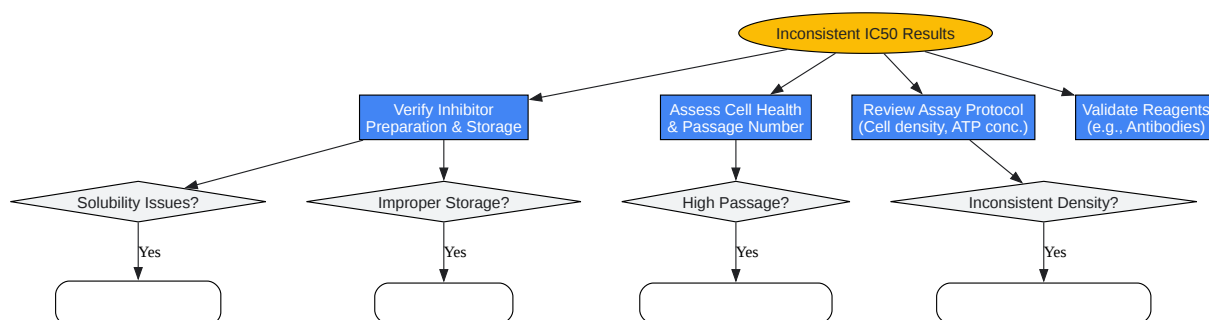 Inconsistent IC50 Results
Verify Inhibitor
Preparation & Storage
Assess Cell Health
& Passage Number
Review Assay Protocol
(Cell density, ATP conc.)
Validate Reagents
(e.g., Antibodies)
Solubility Issues?
Improper Storage?
High Passage?
Inconsistent Density?
Yes
Yes
Yes
Yes